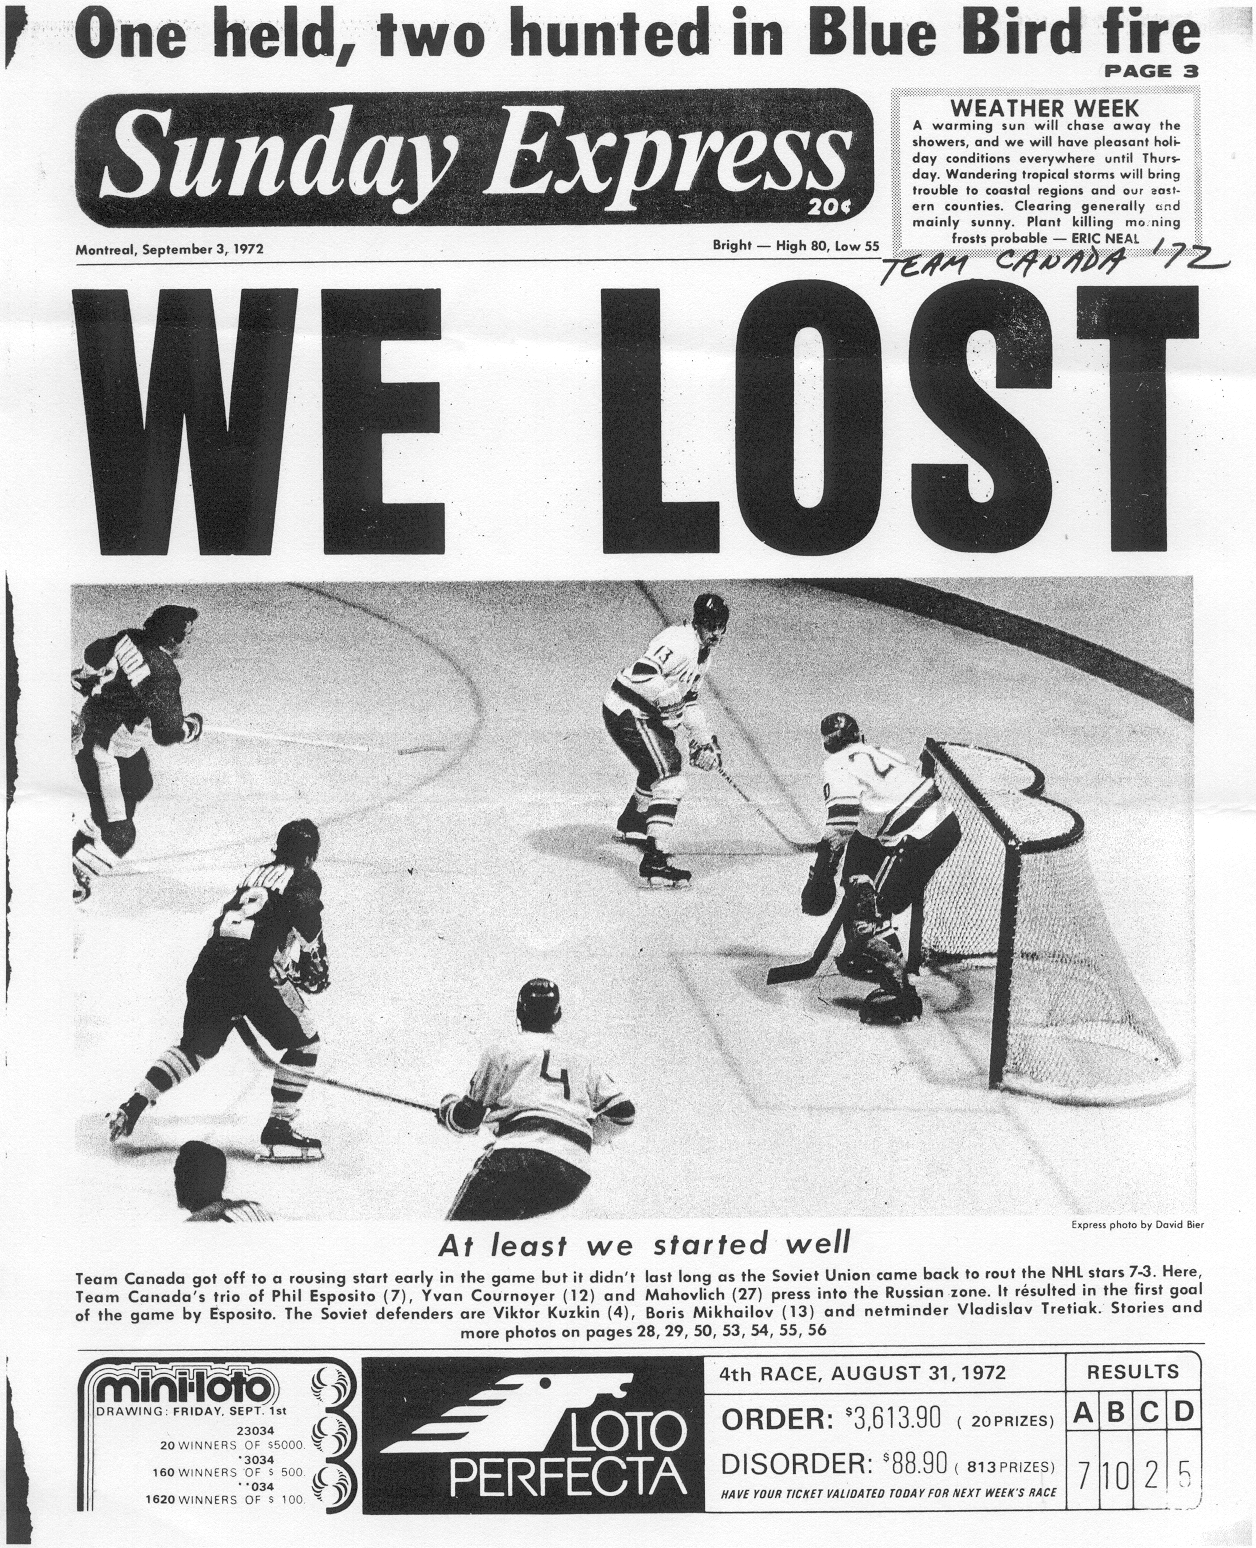 One held, two hunted in Blue Bird fire
PAGE 3
Sunday Express
20¢
WEATHER WEEK
A warming sun will chase away the
showers, and we will have pleasant holi-
day conditions everywhere until Thurs-
day. Wandering tropical storms will bring
trouble to coastal regions and our east-
ern counties. Clearing generally and
mainly sunny. Plant killing morning
frosts probable — ERIC NEAL
Montreal, September 3, 1972
Bright — High 80, Low 55
TEAM CANADA '72
WE LOST
13
20
2
4
Express photo by David Bier
At least we started well
Team Canada got off to a rousing start early in the game but it didn't last long as the Soviet Union came back to rout the NHL stars 7-3. Here,
Team Canada's trio of Phil Esposito (7), Yvan Cournoyer (12) and Mahovlich (27) press into the Russian zone. It résulted in the first goal
of the game by Esposito. The Soviet defenders are Viktor Kuzkin (4), Boris Mikhailov (13) and netminder Vladislav Tretiak. Stories and
more photos on pages 28, 29, 50, 53, 54, 55, 56
mini-loto
DRAWING: FRIDAY, SEPT. 1st
23034
20 WINNERS OF $5000.
*3034
160 WINNERS OF $ 500.
**034
1620 WINNERS OF $ 100.
LOTO
PERFECTA
4th RACE, AUGUST 31, 1972
ORDER: $3,613.90 ( 20 PRIZES)
DISORDER: $88.90 ( 813 PRIZES)
HAVE YOUR TICKET VALIDATED TODAY FOR NEXT WEEK'S RACE
RESULTS
A B C D
7 10 2 5